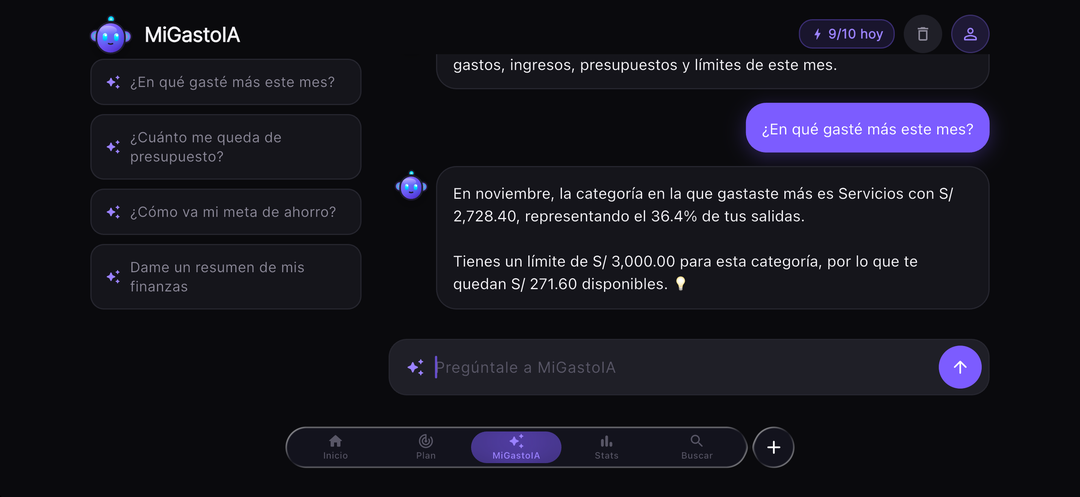 MiGastoIA
9/10 hoy
¿En qué gasté más este mes?
¿Cuánto me queda de
presupuesto?
¿Cómo va mi meta de ahorro?
Dame un resumen de mis
finanzas
gastos, ingresos, presupuestos y límites de este mes.
¿En qué gasté más este mes?
En noviembre, la categoría en la que gastaste más es Servicios con S/
2,728.40, representando el 36.4% de tus salidas.
Tienes un límite de S/ 3,000.00 para esta categoría, por lo que te
quedan S/ 271.60 disponibles. 💡
Pregúntale a MiGastoIA
Inicio
Plan
MiGastoIA
Stats
Buscar